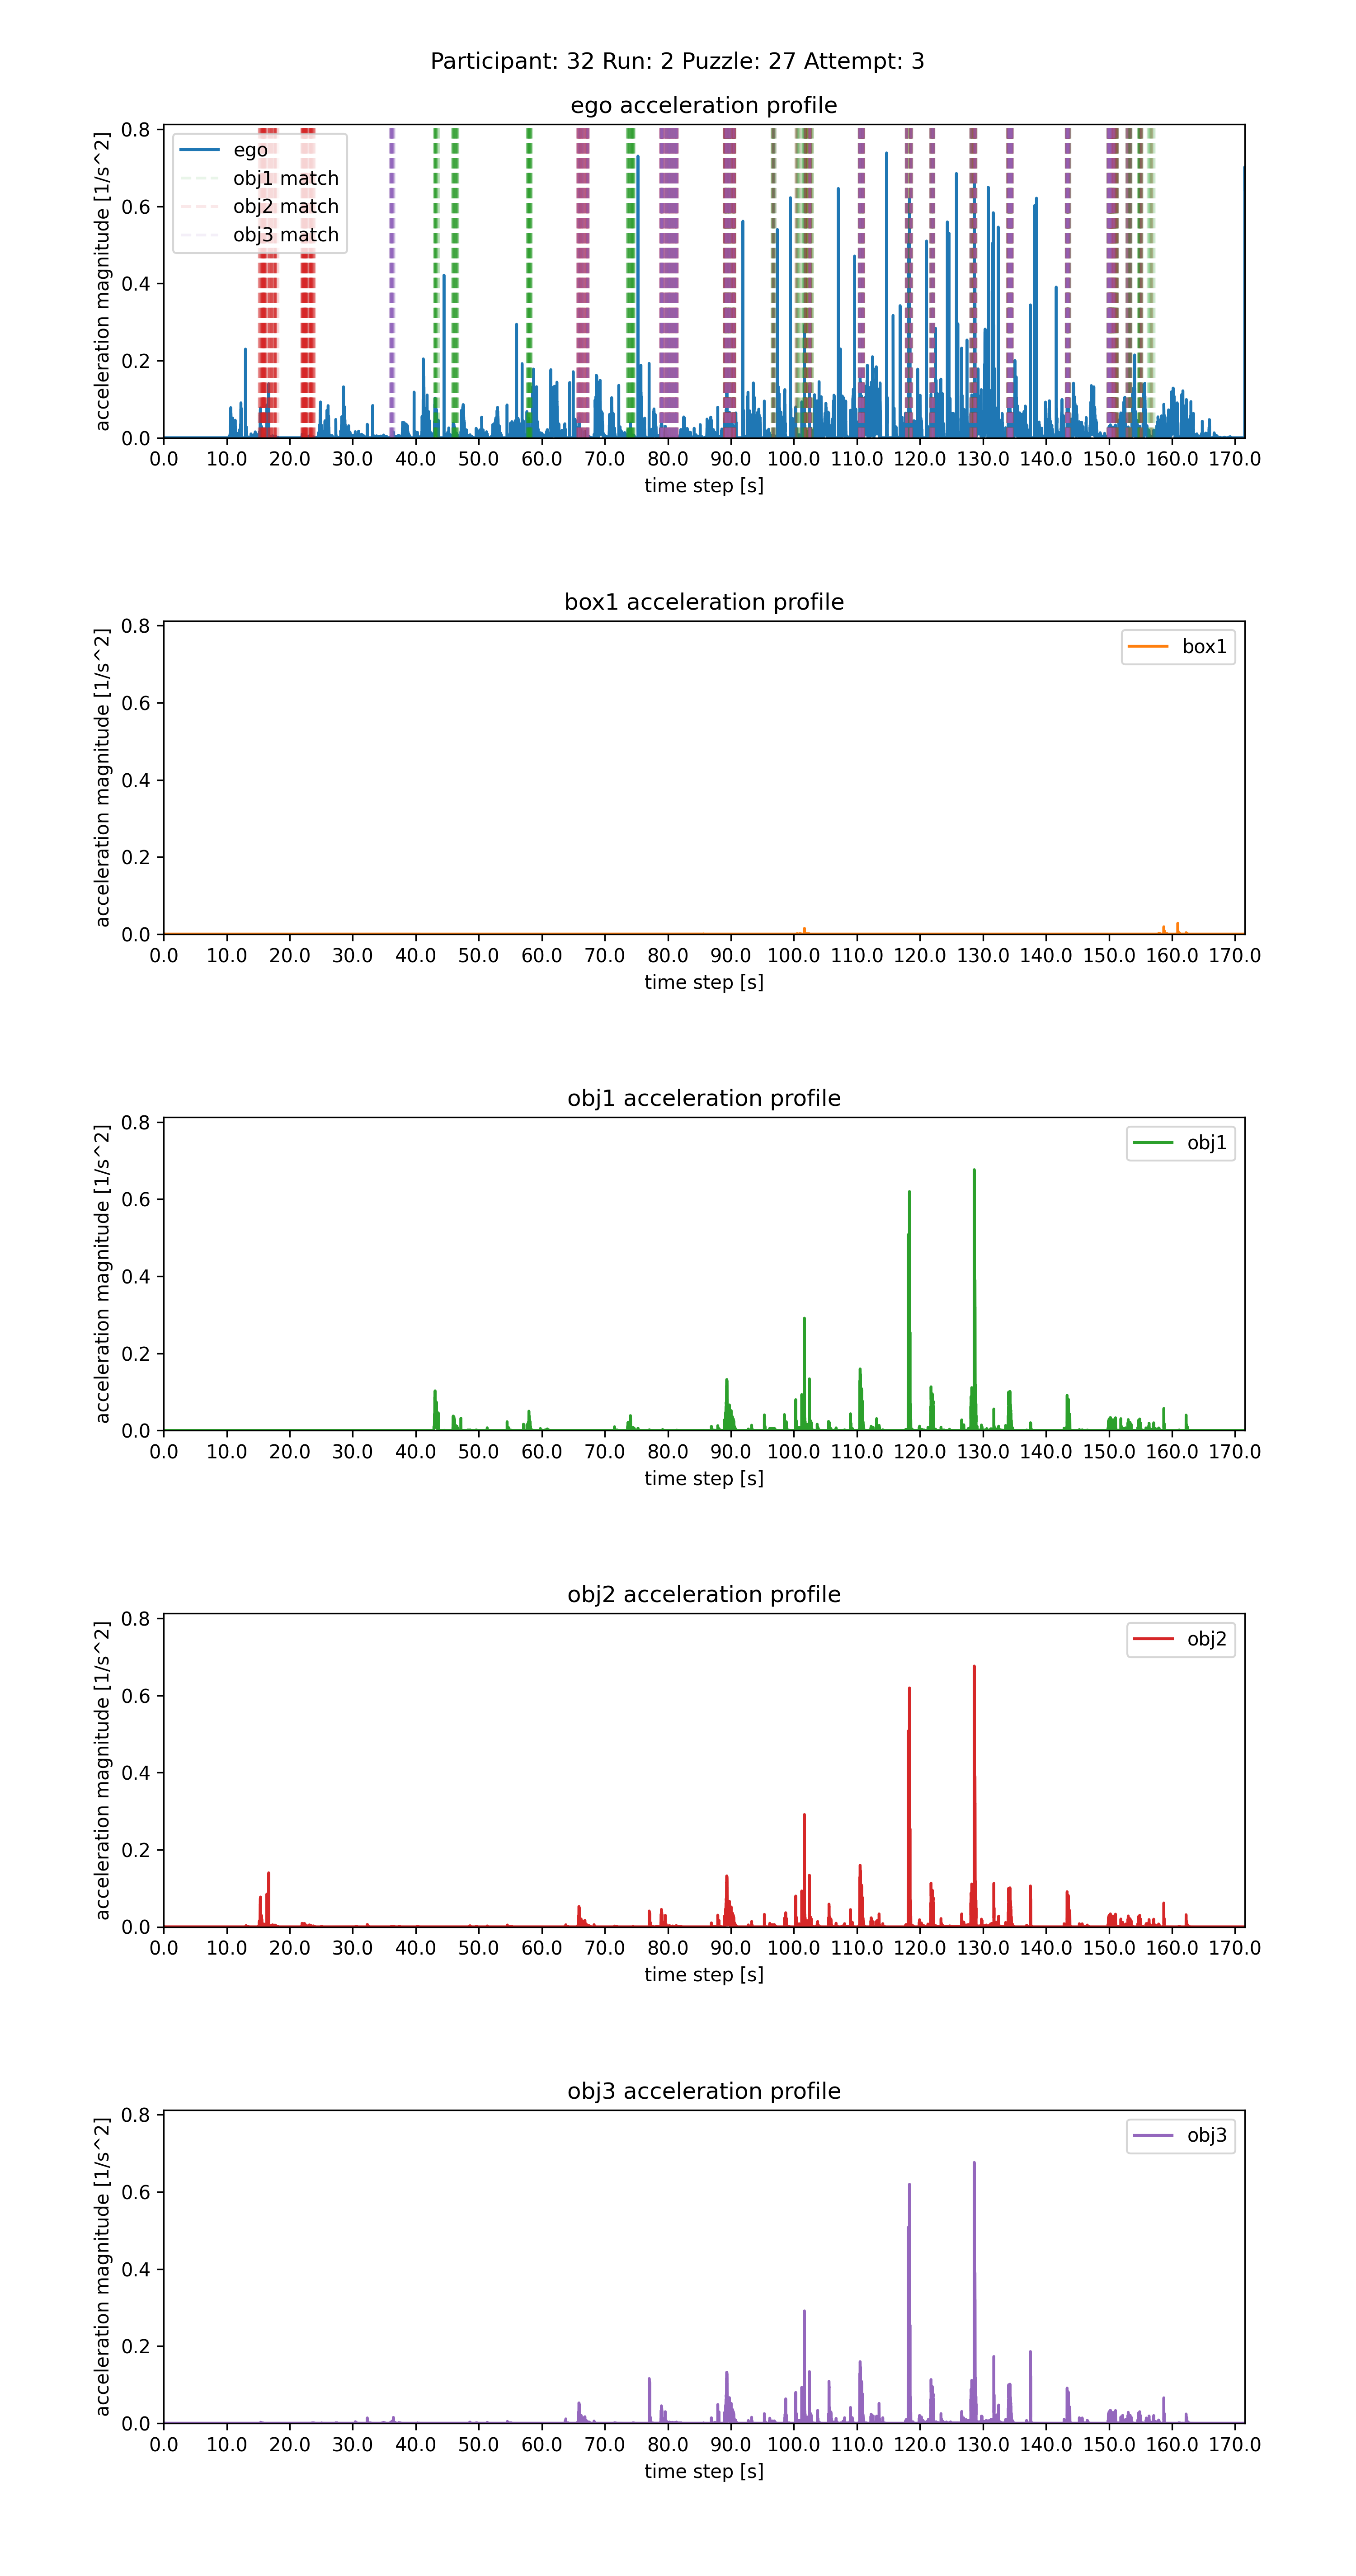 Participant: 32 Run: 2 Puzzle: 27 Attempt: 3
ego acceleration profile
acceleration magnitude [1/s^2]
0.8
0.6
0.4
0.2
0.0
ego
obj1 match
obj2 match
obj3 match
0.0 10.0 20.0 30.0 40.0 50.0 60.0 70.0 80.0 90.0 100.0 110.0 120.0 130.0 140.0 150.0 160.0 170.0
time step [s]
box1 acceleration profile
acceleration magnitude [1/s^2]
0.8
0.6
0.4
0.2
0.0
box1
0.0 10.0 20.0 30.0 40.0 50.0 60.0 70.0 80.0 90.0 100.0 110.0 120.0 130.0 140.0 150.0 160.0 170.0
time step [s]
obj1 acceleration profile
acceleration magnitude [1/s^2]
0.8
0.6
0.4
0.2
0.0
obj1
0.0 10.0 20.0 30.0 40.0 50.0 60.0 70.0 80.0 90.0 100.0 110.0 120.0 130.0 140.0 150.0 160.0 170.0
time step [s]
obj2 acceleration profile
acceleration magnitude [1/s^2]
0.8
0.6
0.4
0.2
0.0
obj2
0.0 10.0 20.0 30.0 40.0 50.0 60.0 70.0 80.0 90.0 100.0 110.0 120.0 130.0 140.0 150.0 160.0 170.0
time step [s]
obj3 acceleration profile
acceleration magnitude [1/s^2]
0.8
0.6
0.4
0.2
0.0
obj3
0.0 10.0 20.0 30.0 40.0 50.0 60.0 70.0 80.0 90.0 100.0 110.0 120.0 130.0 140.0 150.0 160.0 170.0
time step [s]